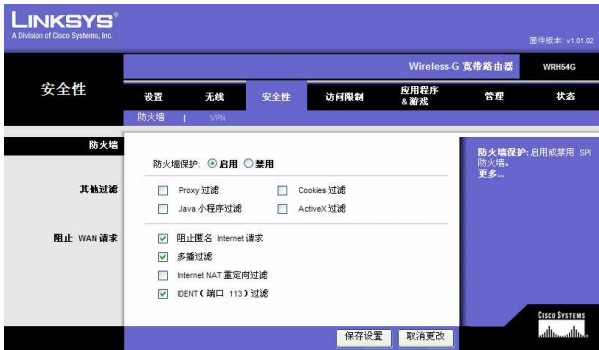 LINKSYS®
A Division of Cisco Systems, Inc.
固件版本: v1.01.02
Wireless-G 宽带路由器
WRH54G
安全性
设置
无线
安全性
访问限制
应用程序
& 游戏
管理
状态
防火墙 | VPN
防火墙
防火墙保护: 启用 禁用
其他过滤
Proxy 过滤
Cookies 过滤
Java 小程序过滤
ActiveX 过滤
阻止 WAN 请求
阻止匿名 Internet 请求
多播过滤
Internet NAT 重定向过滤
IDENT（端口 113）过滤
防火墙保护: 启用或禁用 SPI
防火墙。
更多...
保存设置
取消更改
CISCO SYSTEMS